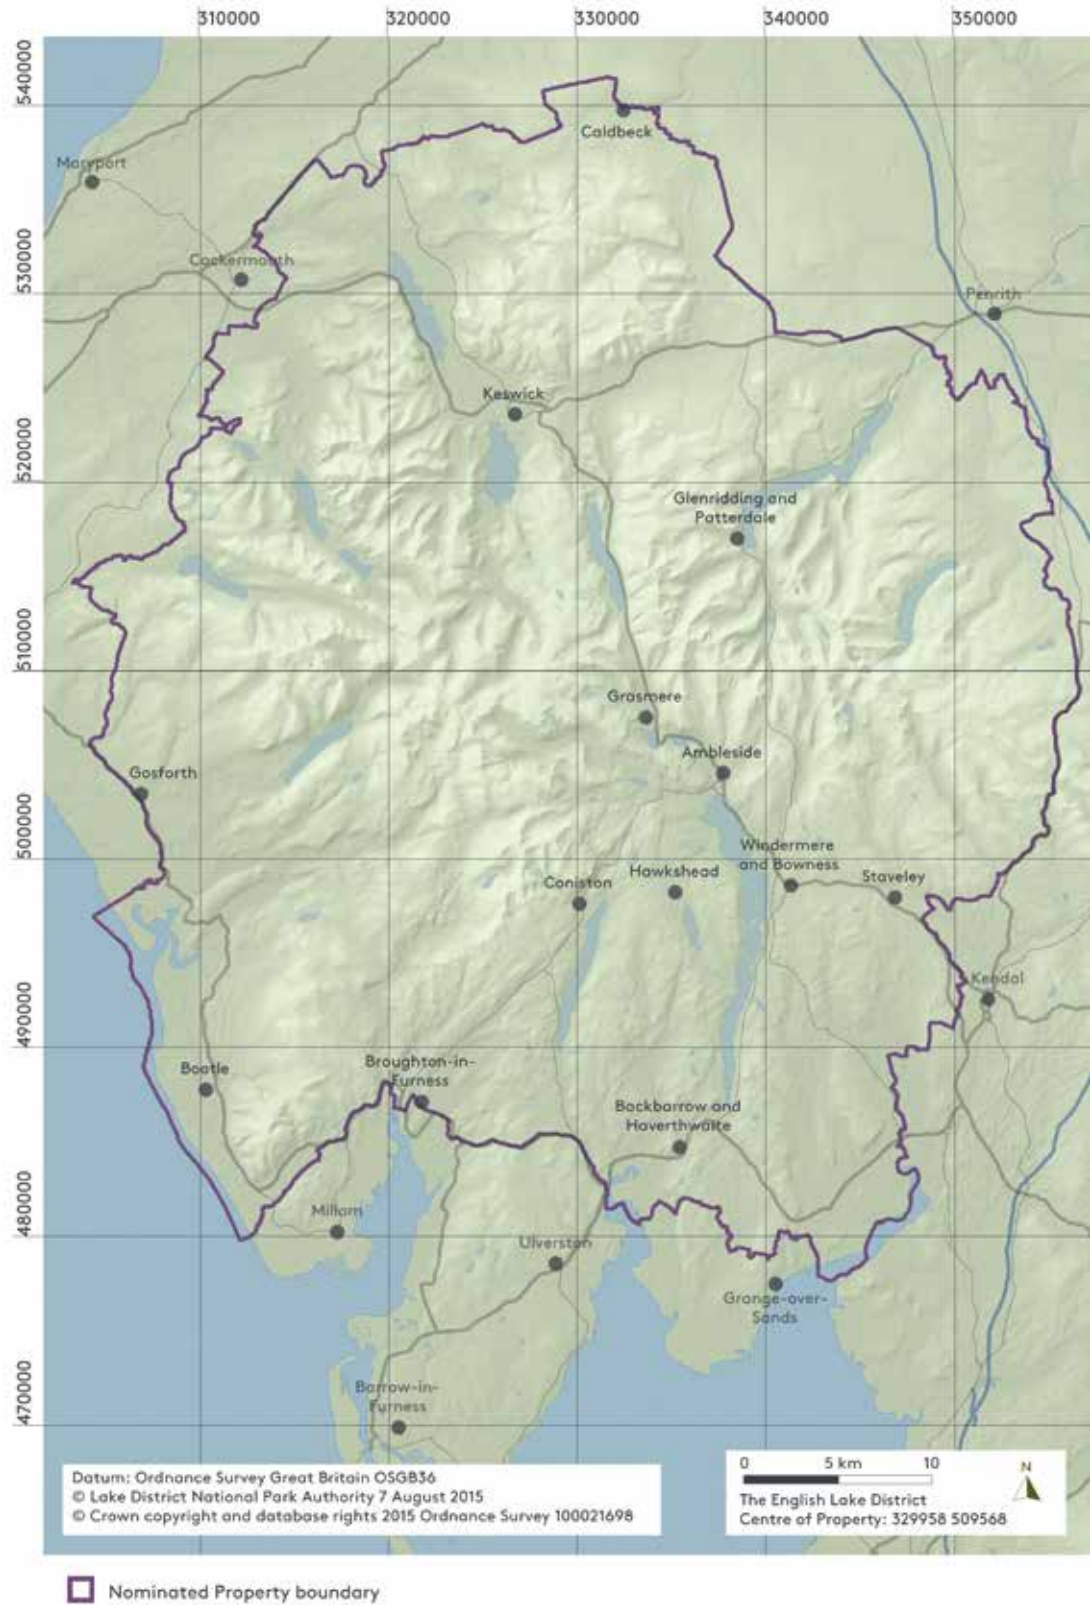 310000
320000
330000
340000
350000
540000
530000
520000
510000
500000
490000
480000
470000
Caldbeck
Maryport
Cockermouth
Penrith
Keswick
Glenridding and
Patterdale
Grasmere
Ambleside
Gosforth
Windermere
and Bowness
Hawkshead
Staveley
Coniston
Kendal
Bootle
Broughton-in-
Furness
Backbarrow and
Haverthwaite
Millom
Ulverston
Grange-over-
Sands
Barrow-in-
Furness
Datum: Ordnance Survey Great Britain OSGB36
© Lake District National Park Authority 7 August 2015
© Crown copyright and database rights 2015 Ordnance Survey 100021698
0 5 km 10
N
The English Lake District
Centre of Property: 329958 509568
Nominated Property boundary